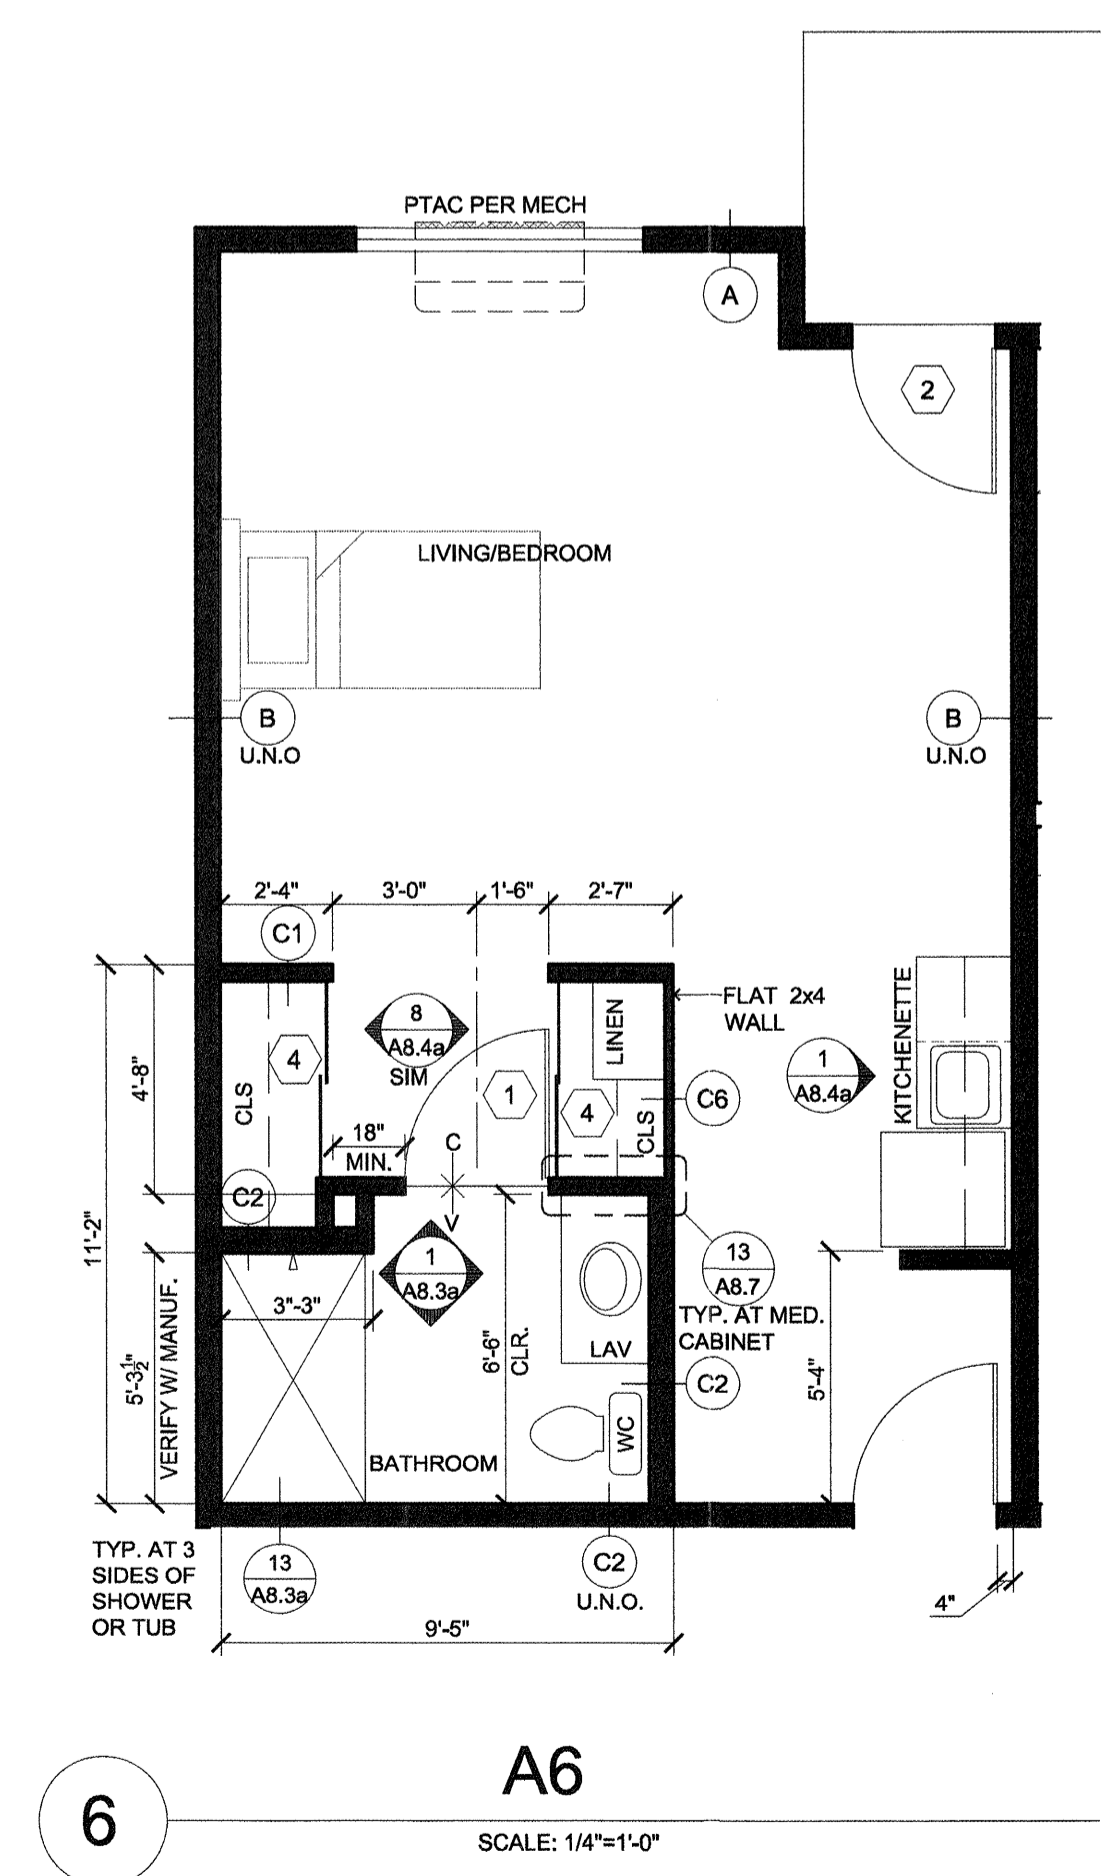 PTAC PER MECH
A
2
LIVING/BEDROOM
B
U.N.O
B
U.N.O
2'-4"
3'-0"
1'-6"
2'-7"
C1
FLAT 2x4
WALL
8
A8.4a
SIM
LINEN
KITCHENETTE
4
1
1
A8.4a
4'-8"
CLS
4
CLS
C6
18"
MIN.
C
V
C2
11'-2"
1
A8.3a
13
A8.7
TYP. AT MED.
CABINET
3"-3"
6'-6"
CLR.
LAV
5'-3½"
VERIFY W/ MANUF.
C2
5'-4"
WC
BATHROOM
TYP. AT 3
SIDES OF
SHOWER
OR TUB
13
A8.3a
C2
U.N.O.
4"
9'-5"
6
A6
SCALE: 1/4"=1'-0"